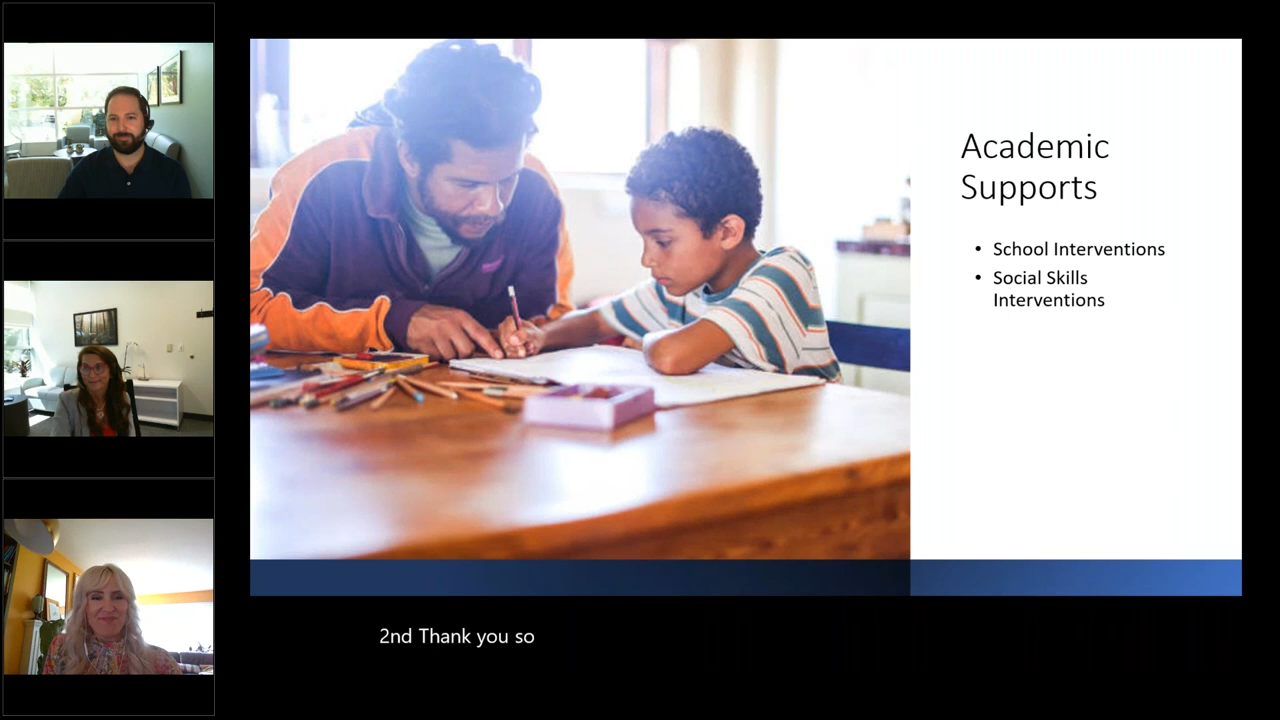 Academic
Supports
• School Interventions
• Social Skills
Interventions
2nd Thank you so